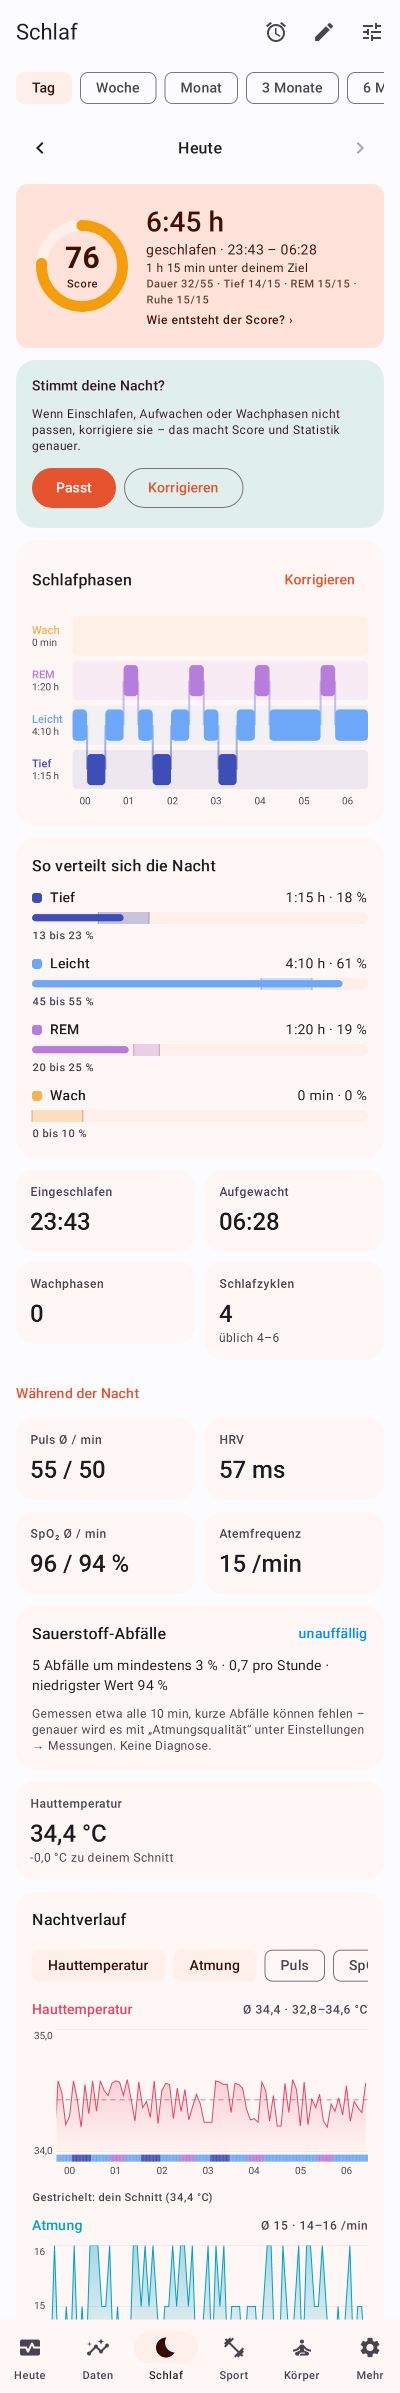 Schlaf
Tag
Woche
Monat
3 Monate
6 M
Heute
76
Score
6:45 h
geschlafen · 23:43 – 06:28
1 h 15 min unter deinem Ziel
Dauer 32/55 · Tief 14/15 · REM 15/15 ·
Ruhe 15/15
Wie entsteht der Score? ›
Stimmt deine Nacht?
Wenn Einschlafen, Aufwachen oder Wachphasen nicht
passen, korrigiere sie – das macht Score und Statistik
genauer.
Passt
Korrigieren
Schlafphasen
Korrigieren
Wach
0 min
REM
1:20 h
Leicht
4:10 h
Tief
1:15 h
00 01 02 03 04 05 06
So verteilt sich die Nacht
Tief 1:15 h · 18 %
13 bis 23 %
Leicht 4:10 h · 61 %
45 bis 55 %
REM 1:20 h · 19 %
20 bis 25 %
Wach 0 min · 0 %
0 bis 10 %
Eingeschlafen
23:43
Aufgewacht
06:28
Wachphasen
0
Schlafzyklen
4
üblich 4–6
Während der Nacht
Puls Ø / min
55 / 50
HRV
57 ms
SpO₂ Ø / min
96 / 94 %
Atemfrequenz
15 /min
Sauerstoff-Abfälle
unauffällig
5 Abfälle um mindestens 3 % · 0,7 pro Stunde ·
niedrigster Wert 94 %
Gemessen etwa alle 10 min, kurze Abfälle können fehlen –
genauer wird es mit „Atmungsqualität“ unter Einstellungen
→ Messungen. Keine Diagnose.
Hauttemperatur
34,4 °C
-0,0 °C zu deinem Schnitt
Nachtverlauf
Hauttemperatur
Atmung
Puls
SpO
Hauttemperatur Ø 34,4 · 32,8–34,6 °C
35,0
34,0
00 01 02 03 04 05 06
Gestrichelt: dein Schnitt (34,4 °C)
Atmung Ø 15 · 14–16 /min
16
15
Heute
Daten
Schlaf
Sport
Körper
Mehr